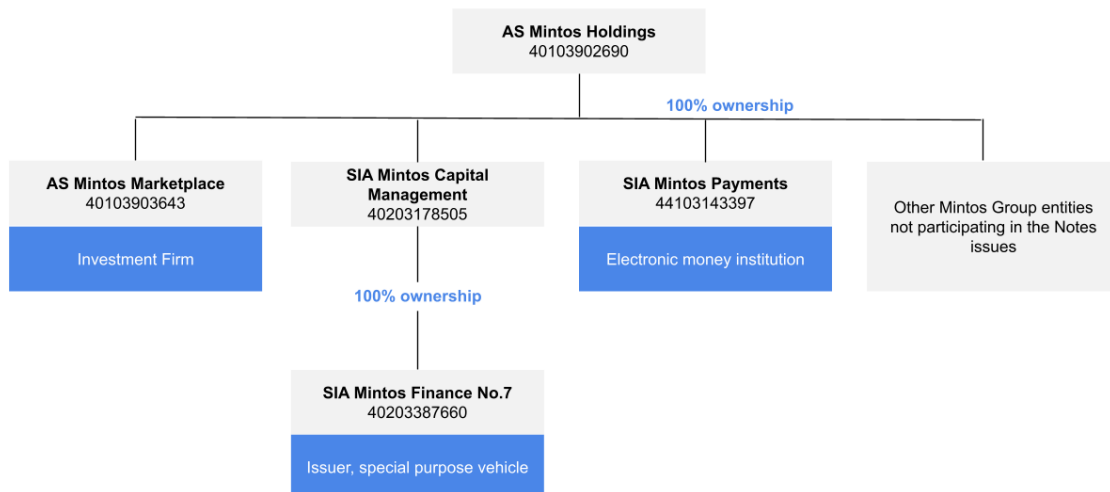 AS Mintos Holdings
40103902690
100% ownership
AS Mintos Marketplace
40103903643
Investment Firm
SIA Mintos Capital
Management
40203178505
SIA Mintos Payments
44103143397
Electronic money institution
Other Mintos Group entities
not participating in the Notes
issues
100% ownership
SIA Mintos Finance No.7
40203387660
Issuer, special purpose vehicle